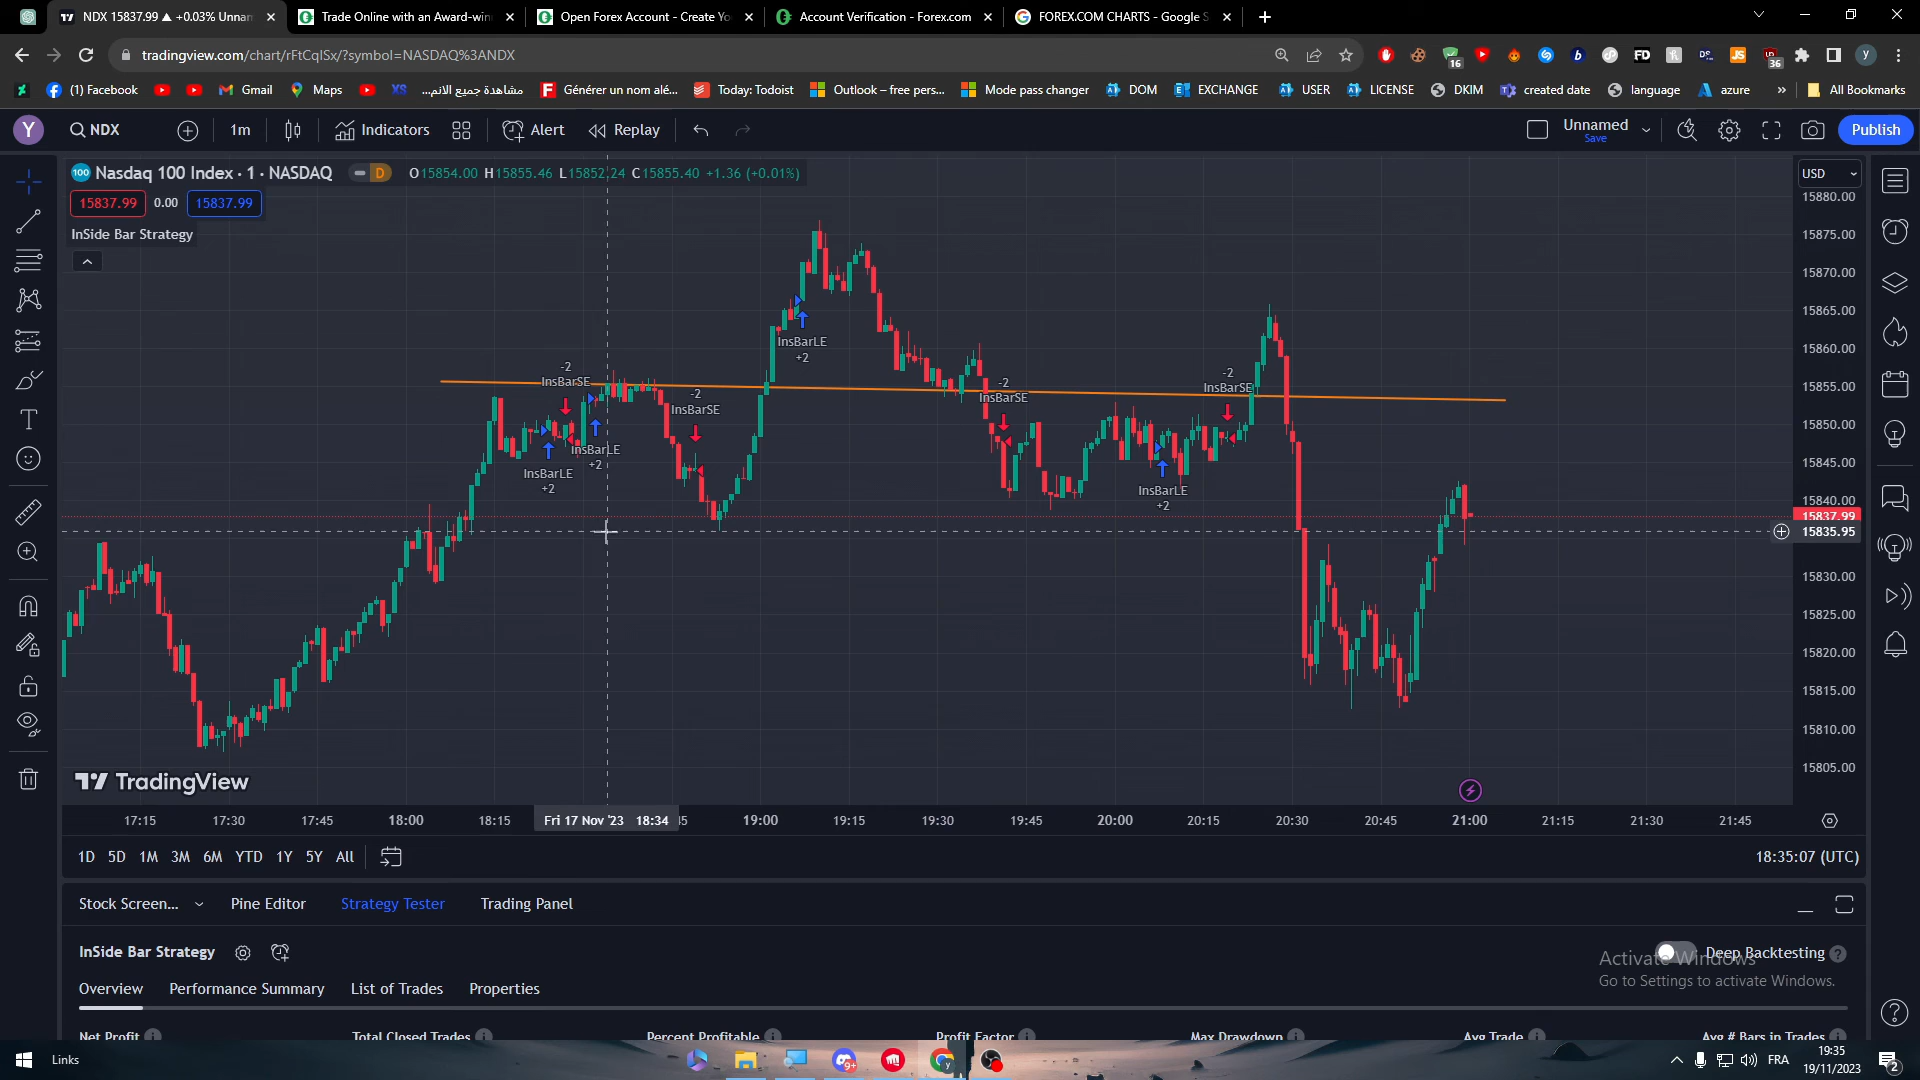 NDX 15837.99 ▲ +0.03% Unnam
Trade Online with an Award-win
Open Forex Account - Create Yo
Account Verification - Forex.com
FOREX.COM CHARTS - Google S
tradingview.com/chart/rFtCqlSx/?symbol=NASDAQ%3ANDX
16
36
(1) Facebook
Gmail
Maps
مشاهدة جميع الانم...
Générer un nom alé...
Today: Todoist
Outlook – free pers...
Mode pass changer
DOM
EXCHANGE
USER
LICENSE
DKIM
created date
language
azure
»
All Bookmarks
Y
NDX
1m
Indicators
Alert
Replay
Unnamed
Save
Publish
100 Nasdaq 100 Index · 1 · NASDAQ
D
O15854.00 H15855.46 L15852.24 C15855.40 +1.36 (+0.01%)
USD
15837.99
0.00
15837.99
InSide Bar Strategy
15880.00
15875.00
15870.00
15865.00
15860.00
15855.00
15850.00
15845.00
15840.00
15837.99
15835.95
15830.00
15825.00
15820.00
15815.00
15810.00
15805.00
-2
InsBarSE
InsBarLE
+2
InsBarLE
+2
-2
InsBarSE
InsBarLE
+2
-2
InsBarSE
InsBarLE
+2
-2
InsBarSE
TradingView
17:15
17:30
17:45
18:00
18:15
Fri 17 Nov '23 18:34
19:00
19:15
19:30
19:45
20:00
20:15
20:30
20:45
21:00
21:15
21:30
21:45
1D 5D 1M 3M 6M YTD 1Y 5Y All
18:35:07 (UTC)
Stock Screen...
Pine Editor
Strategy Tester
Trading Panel
InSide Bar Strategy
Deep Backtesting
Activate Windows
Go to Settings to activate Windows.
Overview
Performance Summary
List of Trades
Properties
Net Profit
Total Closed Trades
Percent Profitable
Profit Factor
Max Drawdown
Avg Trade
Avg # Bars in Trades
Links
9+
FRA
19:35
19/11/2023
2